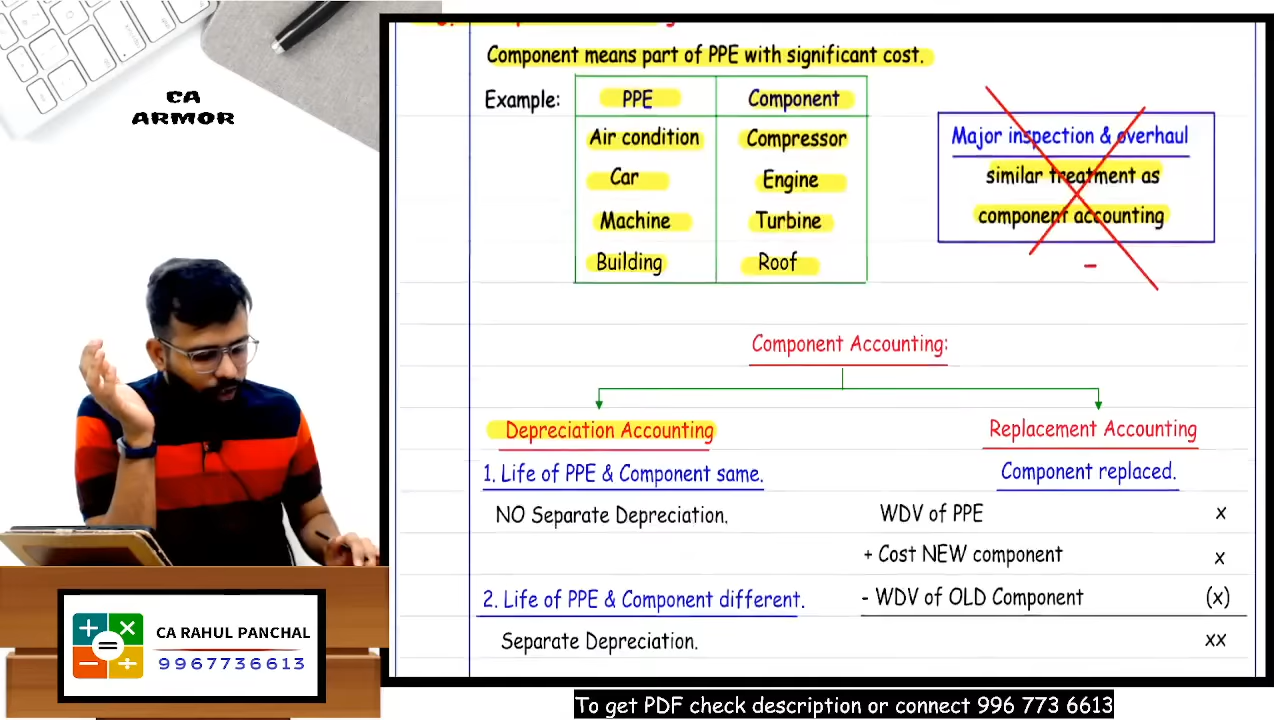 CA
ARMOR
Component means part of PPE with significant cost.
Example:
PPE
Component
Air condition
Compressor
Car
Engine
Machine
Turbine
Building
Roof
Major inspection & overhaul
similar treatment as
component accounting
Component Accounting:
Depreciation Accounting
1. Life of PPE & Component same.
NO Separate Depreciation.
2. Life of PPE & Component different.
Separate Depreciation.
Replacement Accounting
Component replaced.
WDV of PPE x
+ Cost NEW component x
- WDV of OLD Component (x)
xx
CA RAHUL PANCHAL
9967736613
To get PDF check description or connect 996 773 6613